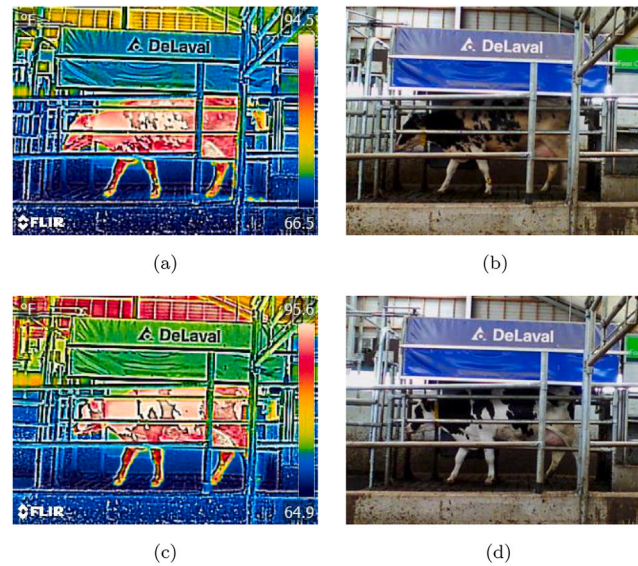 °F
94.5
DeLaval
FLIR
66.5
DeLaval
(a)
(b)
°F
95.6
DeLaval
FLIR
64.9
DeLaval
(c)
(d)